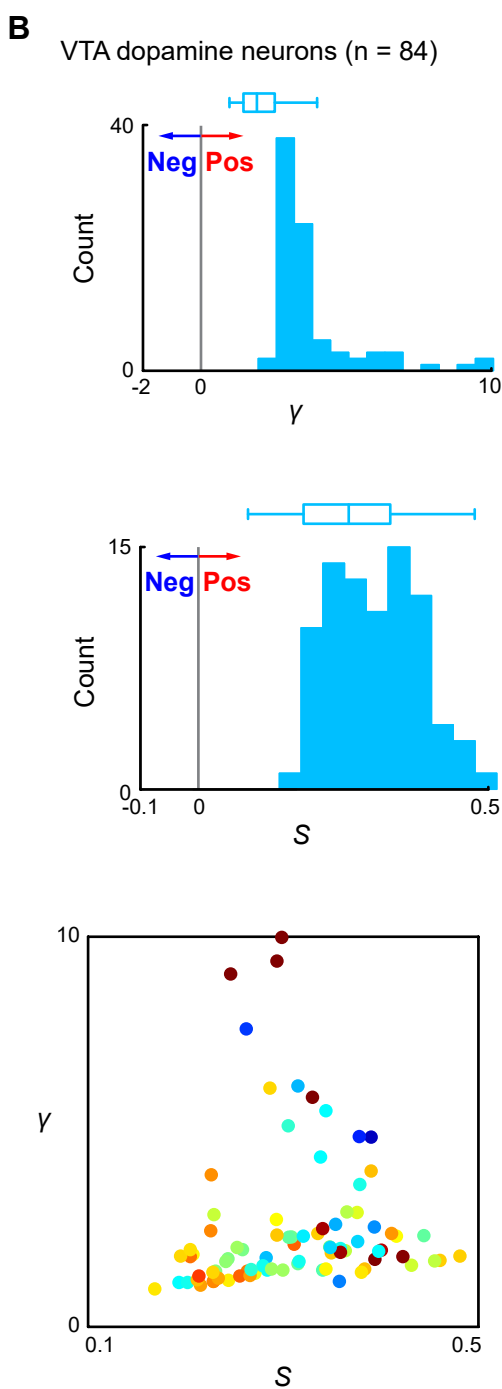 B
VTA dopamine neurons (n = 84)
40
Neg Pos
Count
0
-2 0 10
γ
15
Neg Pos
Count
0
-0.1 0 0.5
S
10
γ
0
0.1 0.5
S